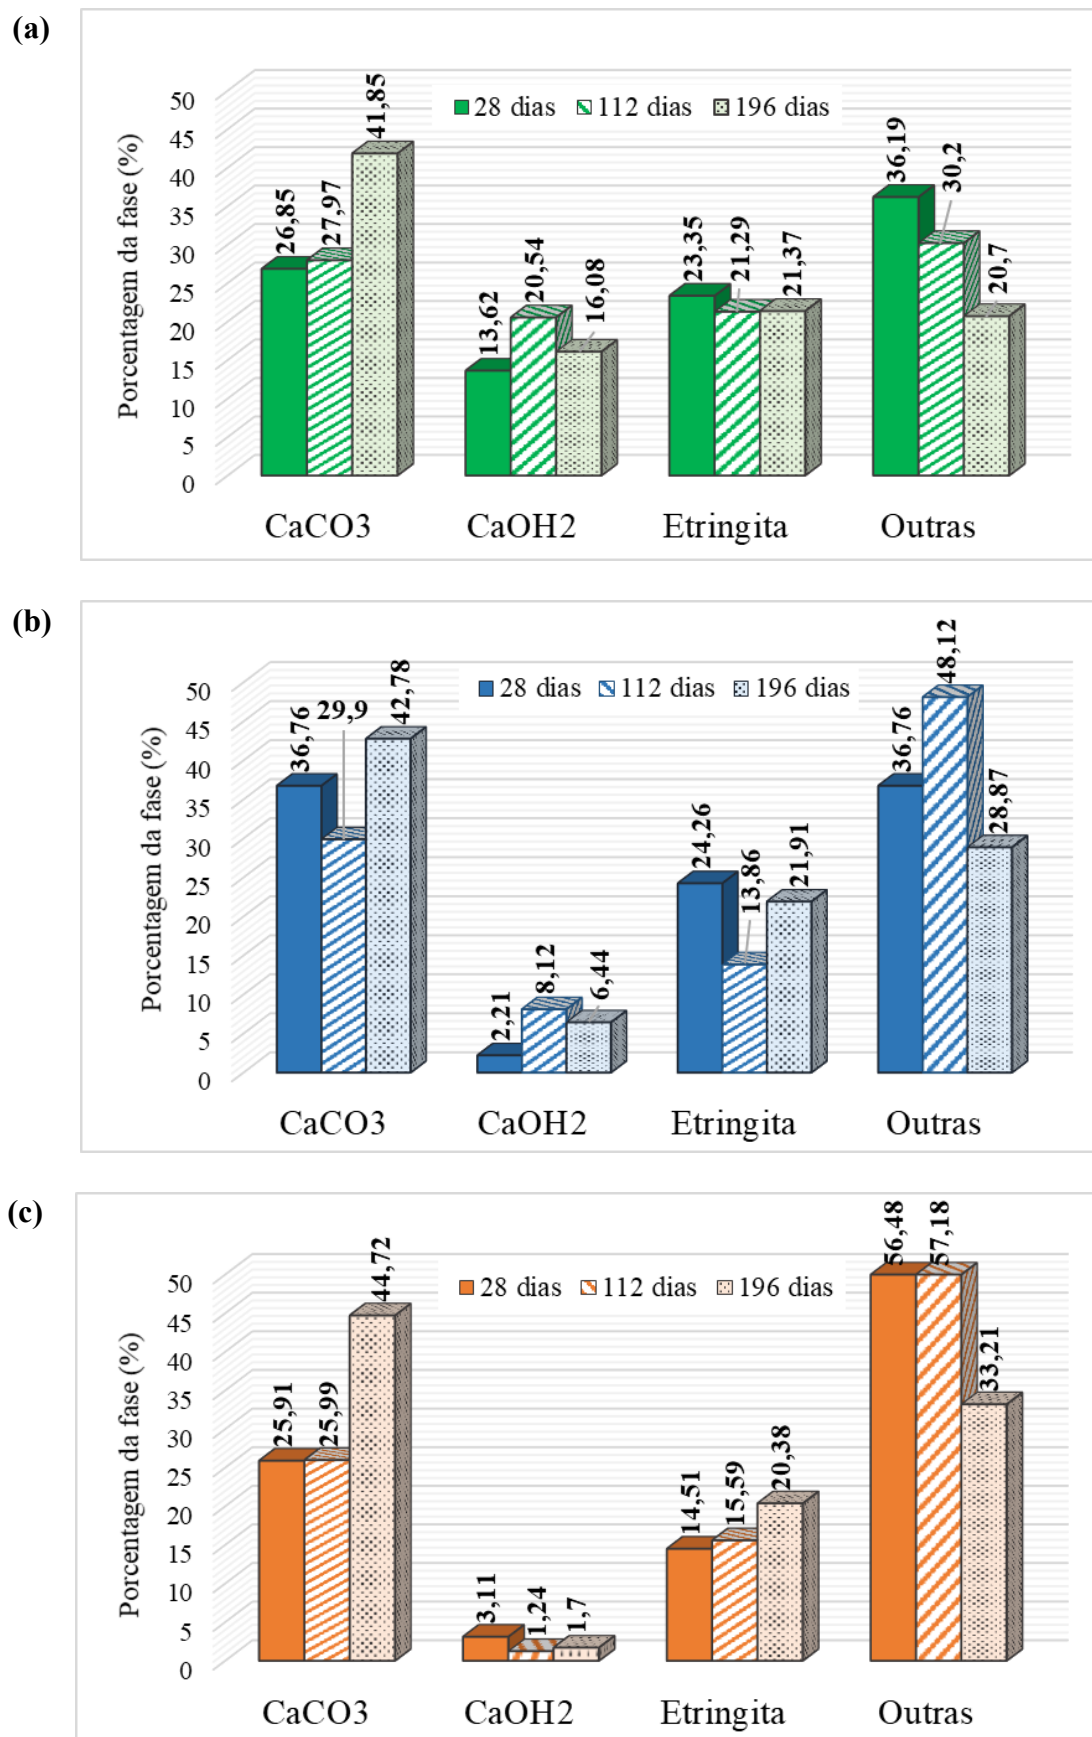 (a)
Porcentagem da fase (%)
50
45
40
35
30
25
20
15
10
5
0
28 dias 112 dias 196 dias
26,85 27,97 41,85
13,62 20,54 16,08
23,35 21,29 21,37
36,19 30,2 20,7
CaCO3 CaOH2 Etringita Outras
(b)
Porcentagem da fase (%)
50
45
40
35
30
25
20
15
10
5
0
28 dias 112 dias 196 dias
36,76 29,9 42,78
2,21 8,12 6,44
24,26 13,86 21,91
36,76 48,12 28,87
CaCO3 CaOH2 Etringita Outras
(c)
Porcentagem da fase (%)
50
45
40
35
30
25
20
15
10
5
0
28 dias 112 dias 196 dias
25,91 25,99 44,72
3,11 1,24 1,7
14,51 15,59 20,38
56,48 57,18 33,21
CaCO3 CaOH2 Etringita Outras